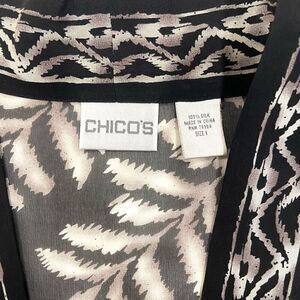 CHICO'S
100% SILK
MADE IN CHINA
SIZE 1